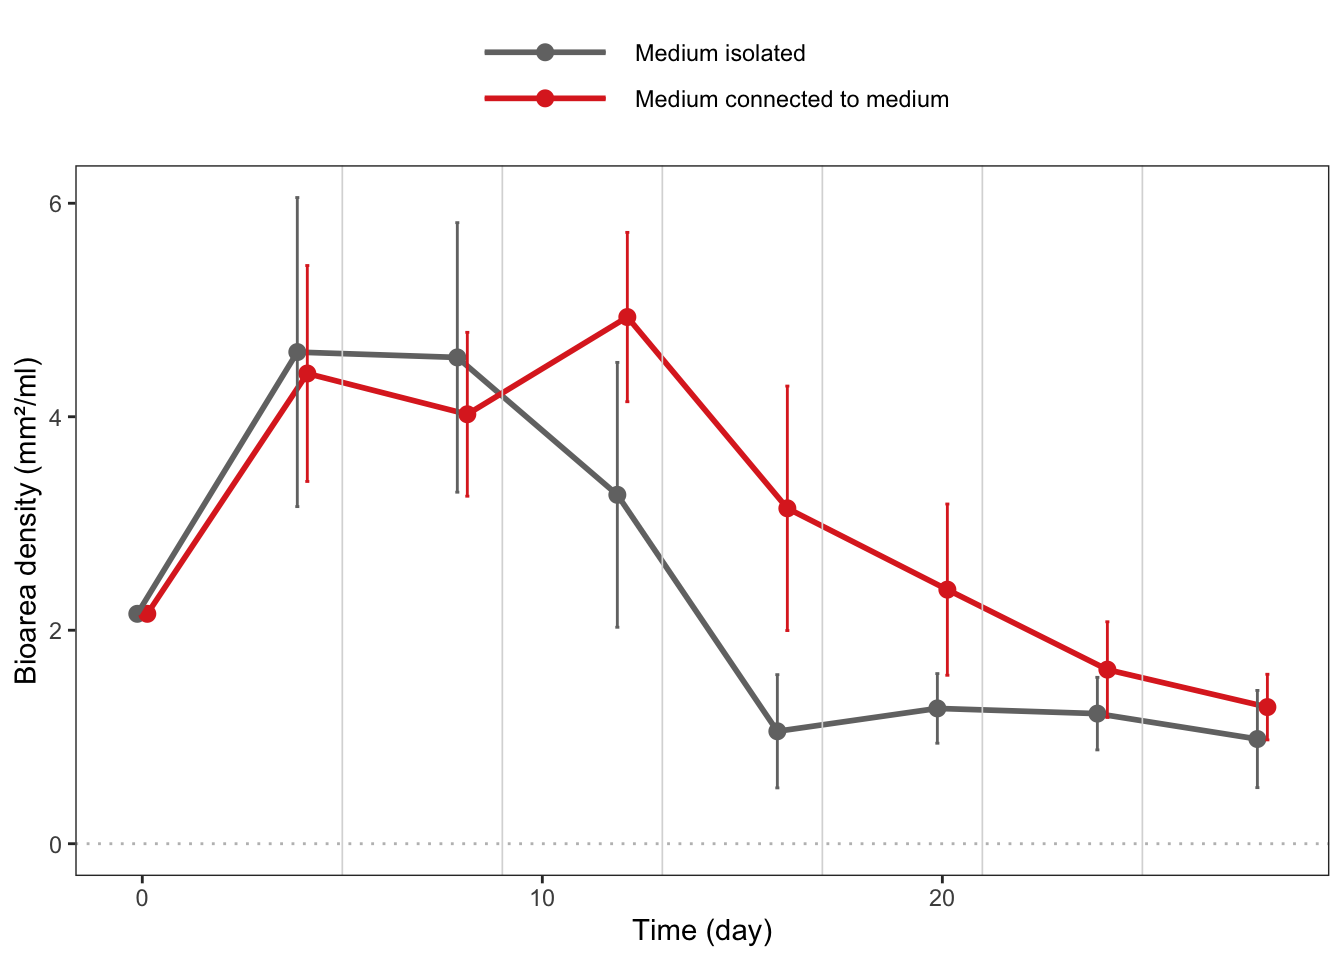 Medium isolated
Medium connected to medium
Bioarea density (mm²/ml)
6
4
2
0
0 10 20
Time (day)